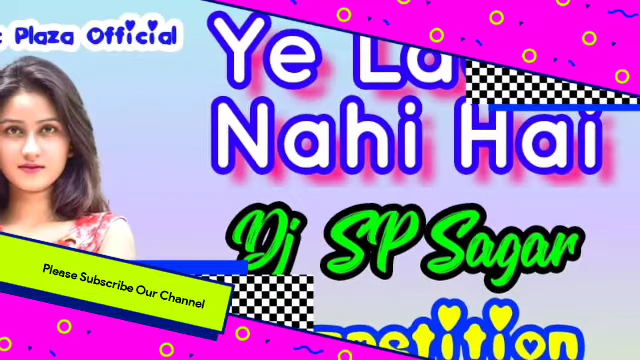 Plaza Official
Ye La
Nahi Hai
Dj SP Sagar
Please Subscribe Our Channel